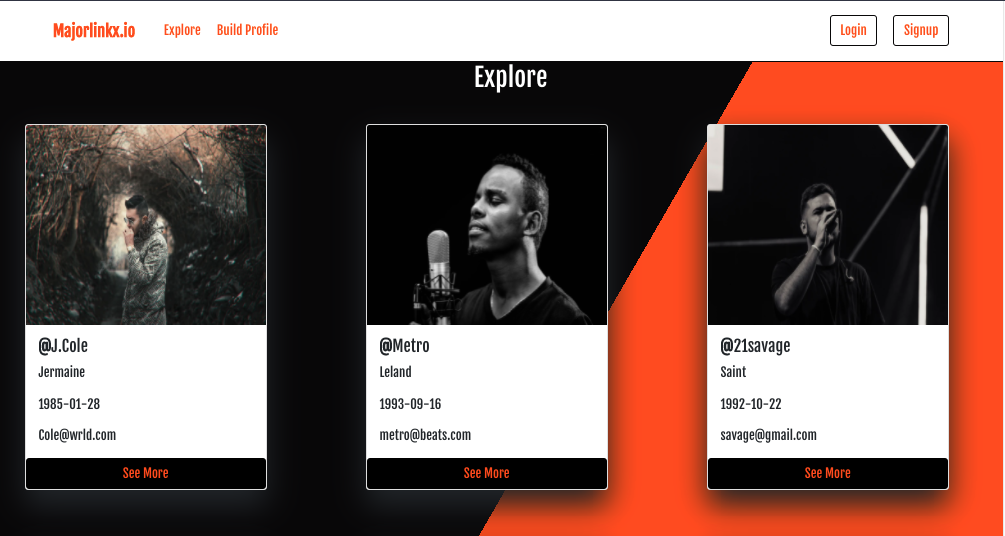 Majorlinkx.io Explore Build Profile Login Signup
Explore
@J.Cole
Jermaine
1985-01-28
Cole@wrld.com
See More
@Metro
Leland
1993-09-16
metro@beats.com
See More
@21savage
Saint
1992-10-22
savage@gmail.com
See More